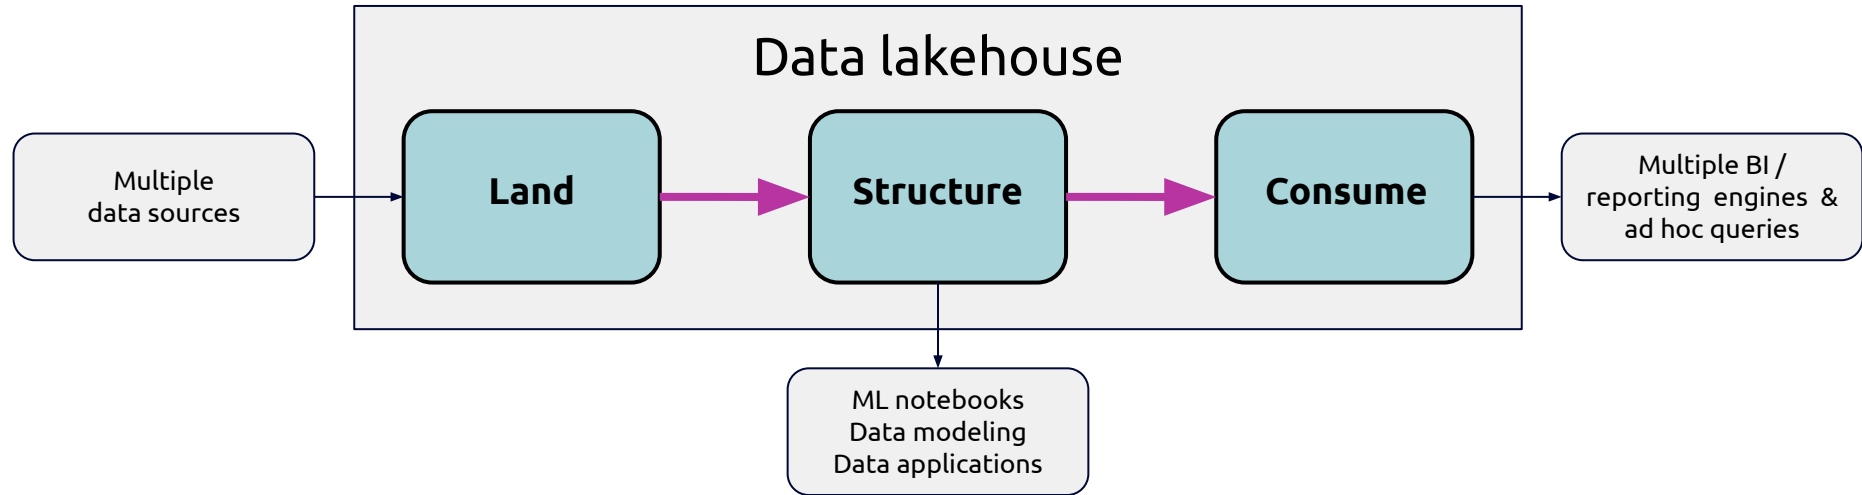 Data lakehouse
Multiple
data sources
Land
Structure
Consume
Multiple BI /
reporting engines &
ad hoc queries
ML notebooks
Data modeling
Data applications